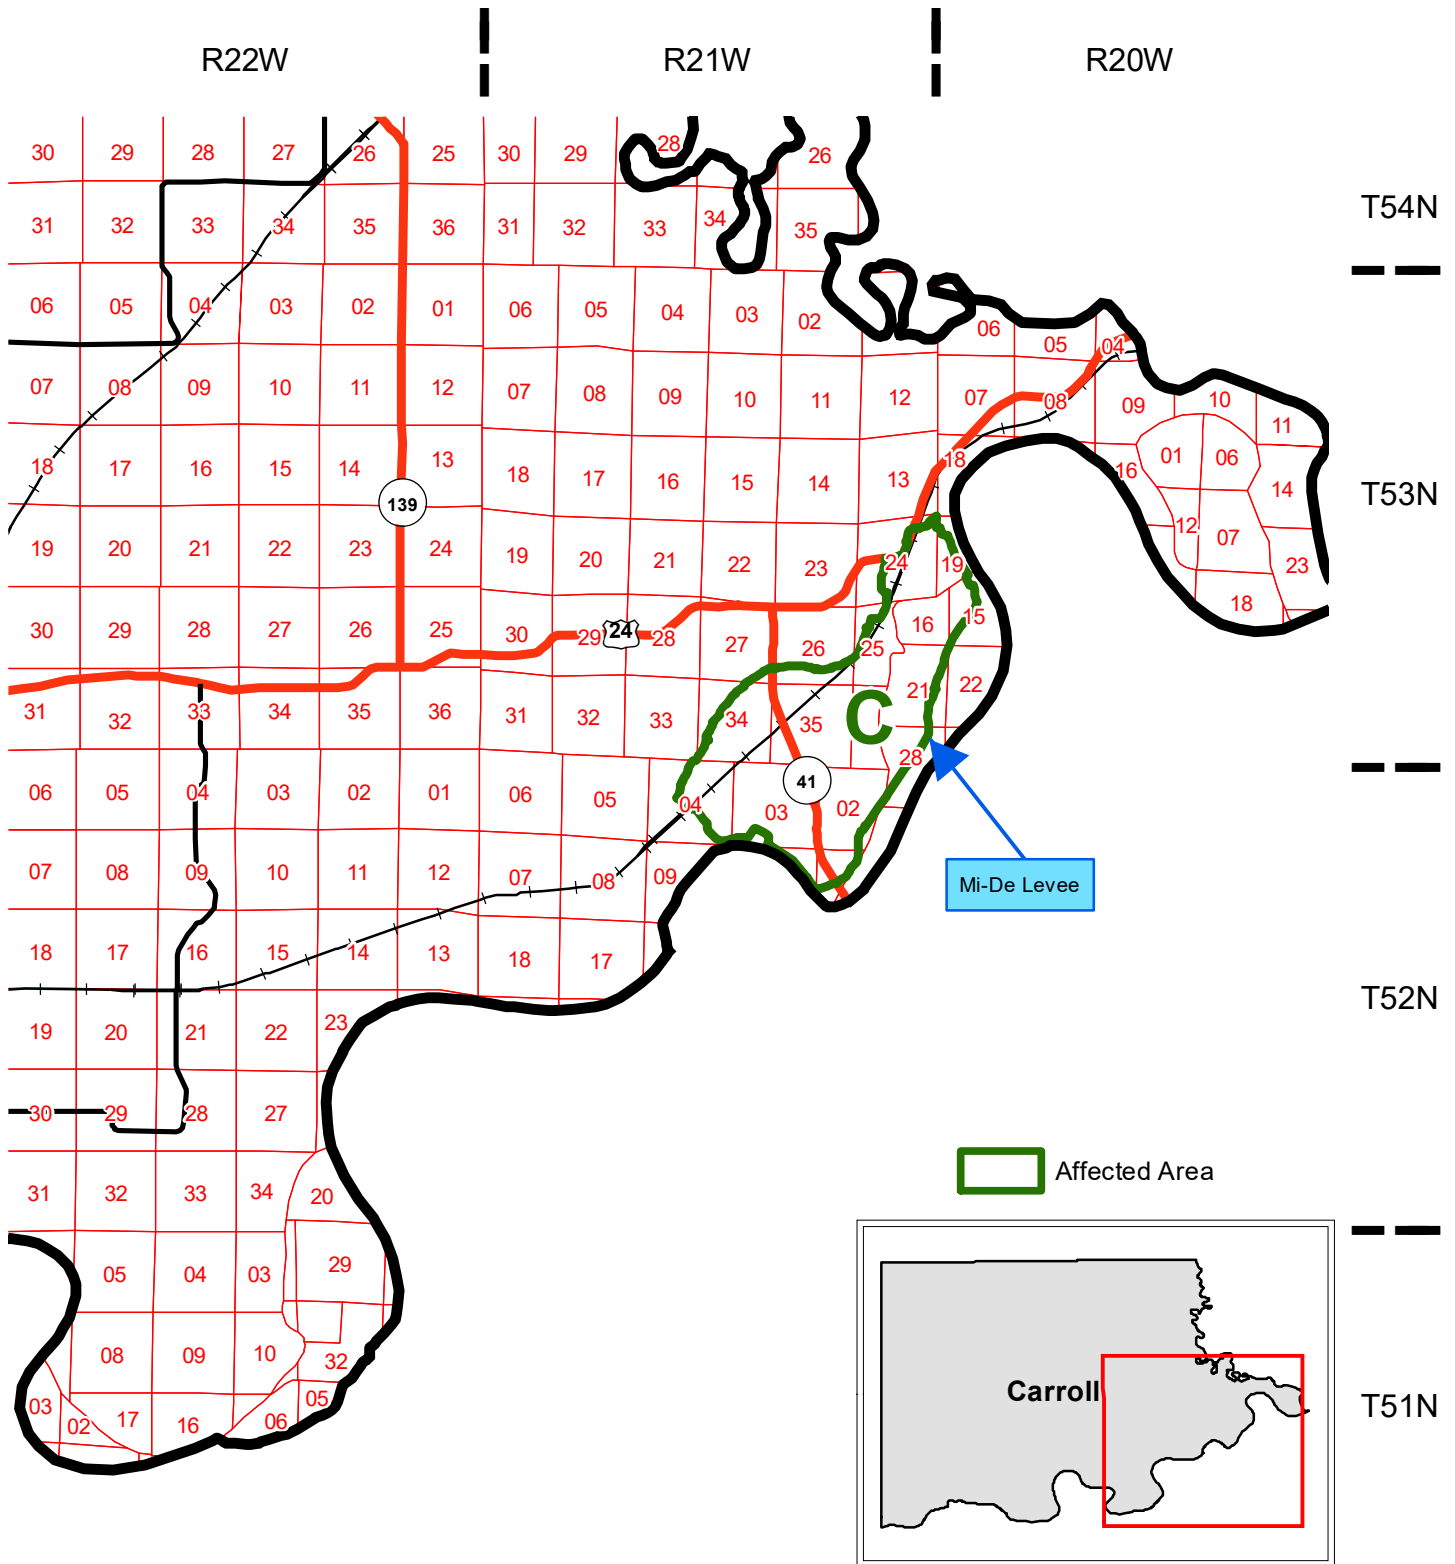 R22W R21W R20W
30 29 28 27 26 25 30 29 28 26
31 32 33 34 35 36 31 32 33 34 35
T54N
06 05 04 03 02 01 06 05 04 03 02 06 05 04
07 08 09 10 11 12 07 08 09 10 11 12 07 08 09 10 11
18 17 16 15 14 13 18 17 16 15 14 13 18 16 01 06 14
139
T53N
19 20 21 22 23 24 19 20 21 22 23 24 19 12 07 23
18
30 29 28 27 26 25 30 29 24 28 27 26 25 16 15
31 32 33 34 35 36 31 32 33 34 35 C 21 22
28
06 05 04 03 02 01 06 05 04 03 41 02
07 08 09 10 11 12 07 08 09
Mi-De Levee
18 17 16 15 14 13 18 17
T52N
19 20 21 22 23
30 29 28 27
31 32 33 34 20
Affected Area
05 04 03 29
08 09 10 32
Carroll
T51N
03 02 17 16 06 05